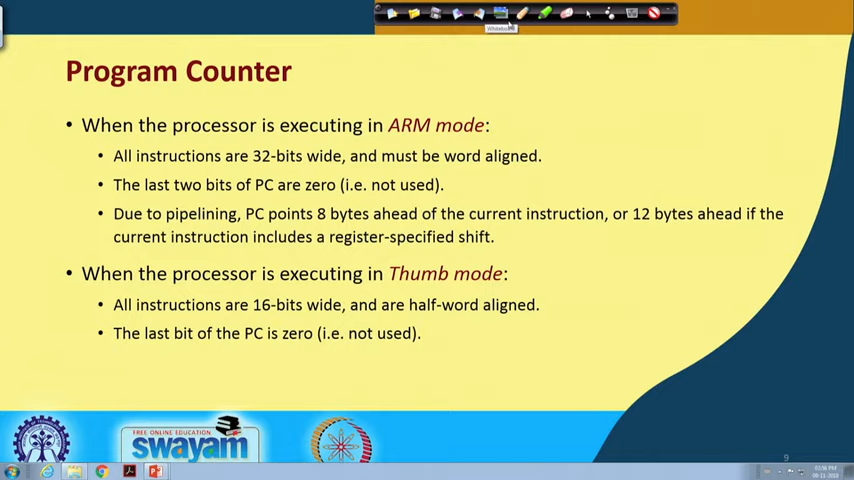 Program Counter
• When the processor is executing in ARM mode:
• All instructions are 32-bits wide, and must be word aligned.
• The last two bits of PC are zero (i.e. not used).
• Due to pipelining, PC points 8 bytes ahead of the current instruction, or 12 bytes ahead if the
current instruction includes a register-specified shift.
• When the processor is executing in Thumb mode:
• All instructions are 16-bits wide, and are half-word aligned.
• The last bit of the PC is zero (i.e. not used).
FREE ONLINE EDUCATION
swayam
9